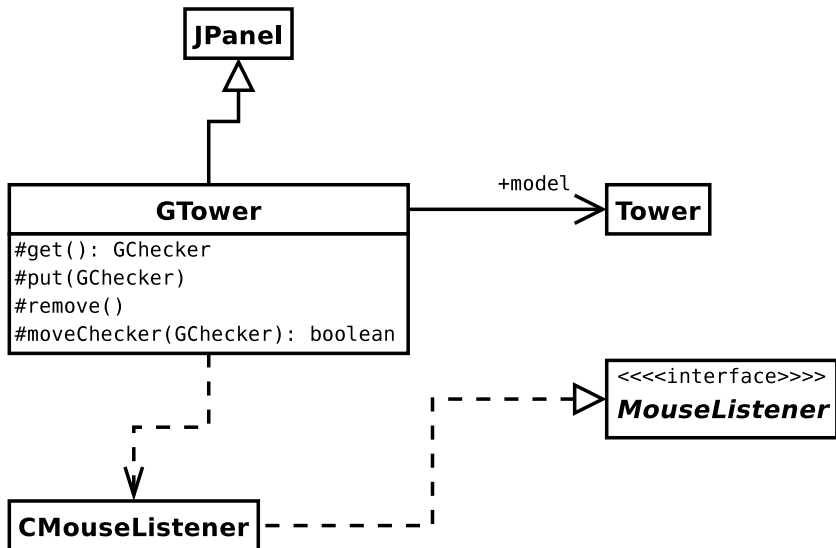 JPanel
GTower
+model
Tower
#get(): GChecker
#put(GChecker)
#remove()
#moveChecker(GChecker): boolean
<<<<interface>>>>
MouseListener
CMouseListener